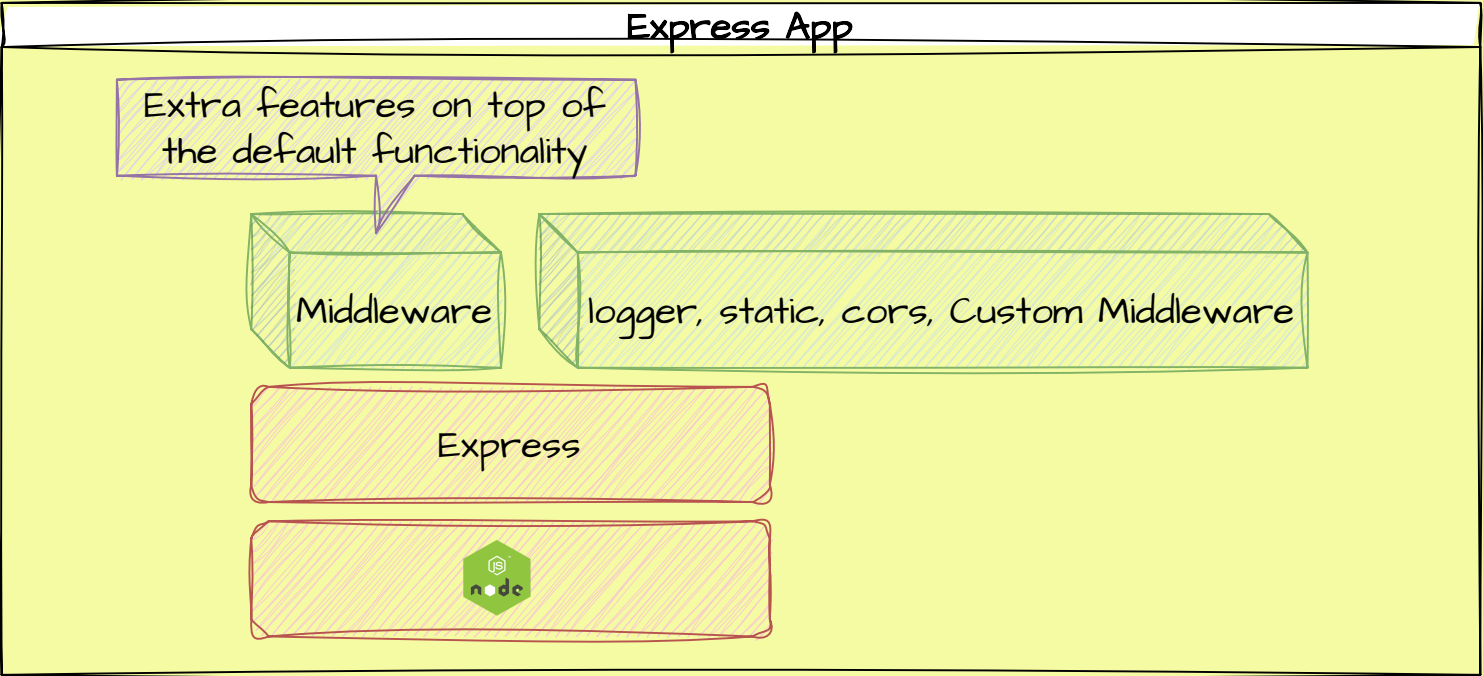 Express App
Extra features on top of
the default functionality
Middleware
logger, static, cors, Custom Middleware
Express
JS
node